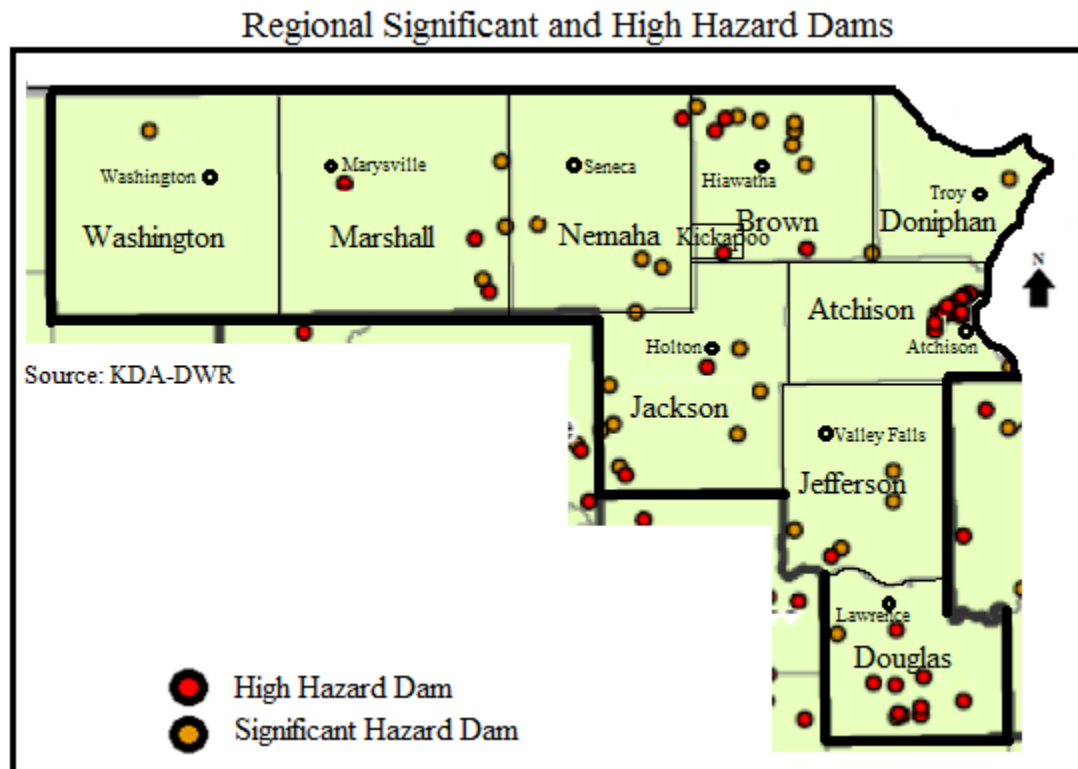 Regional Significant and High Hazard Dams
Washington
Marysville
Seneca
Hiawatha
Troy
Washington
Marshall
Nemaha
Kickapoo
Brown
Doniphan
N
Atchison
Atchison
Holton
Source: KDA-DWR
Jackson
Valley Falls
Jefferson
Lawrence
Douglas
High Hazard Dam
Significant Hazard Dam